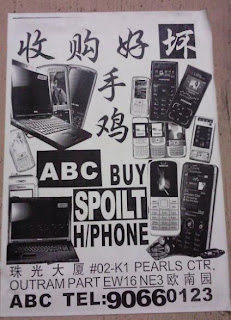 收购好坏
手
鸡
ABC BUY
SPOILT
H/PHONE
珠光大厦 #02-K1 PEARLS CTR.
OUTRAM PART EW16 NE3 欧南园
ABC TEL:90660123